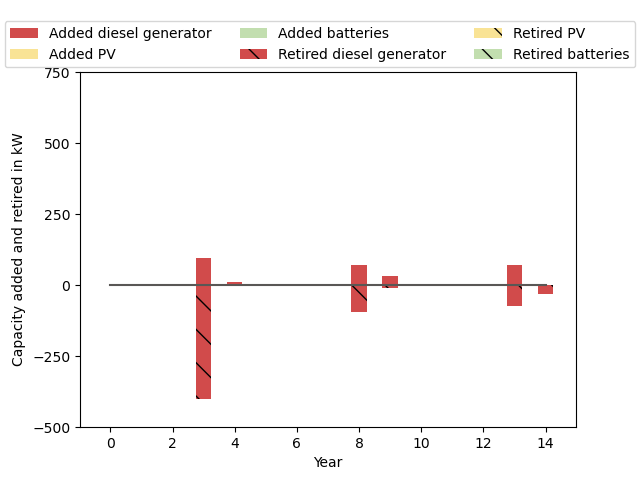 Added diesel generator
Added PV
Added batteries
Retired diesel generator
Retired PV
Retired batteries
750
500
250
0
−250
−500
Capacity added and retired in kW
0 2 4 6 8 10 12 14
Year